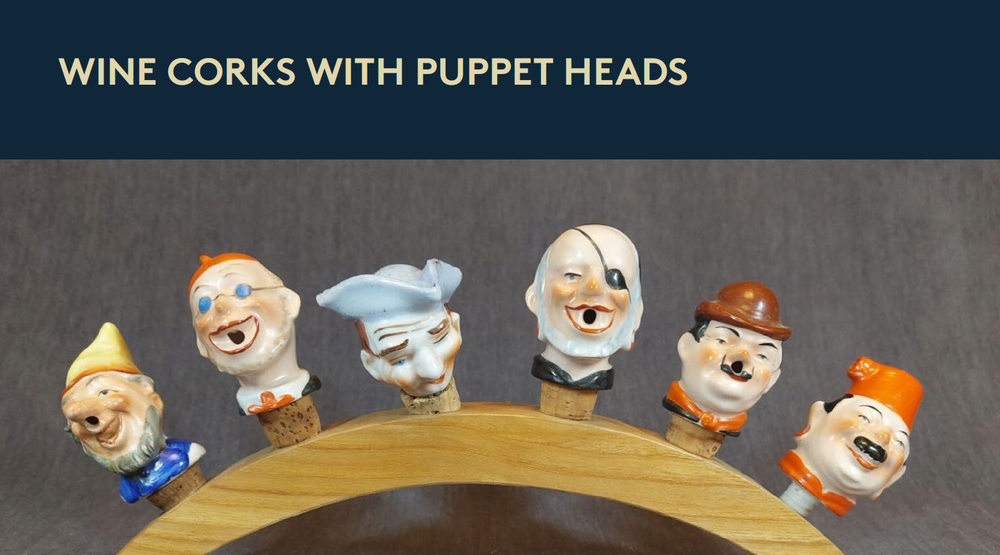 WINE CORKS WITH PUPPET HEADS